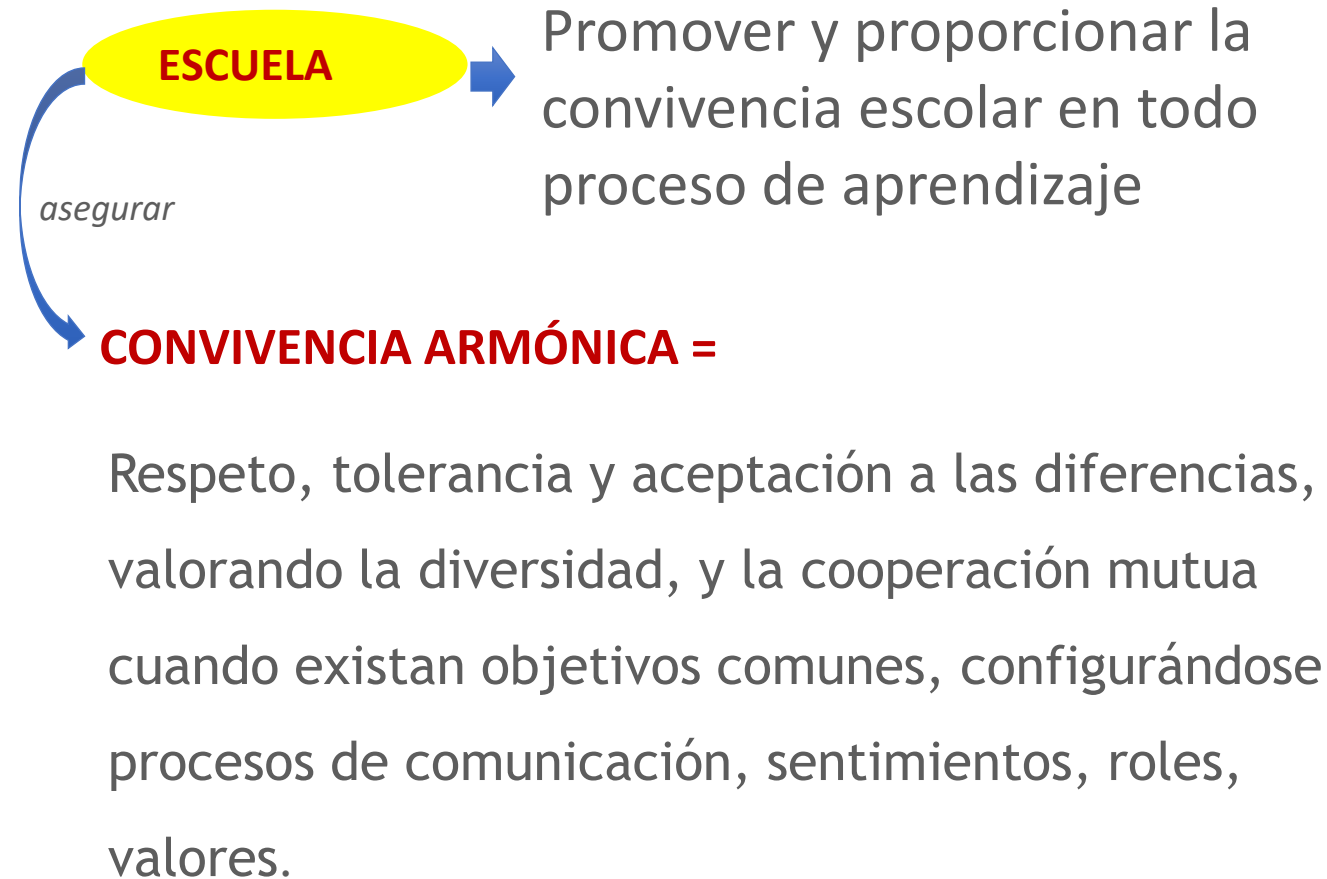 ESCUELA
Promover y proporcionar la
convivencia escolar en todo
proceso de aprendizaje
asegurar
CONVIVENCIA ARMÓNICA =
Respeto, tolerancia y aceptación a las diferencias,
valorando la diversidad, y la cooperación mutua
cuando existan objetivos comunes, configurándose
procesos de comunicación, sentimientos, roles,
valores.